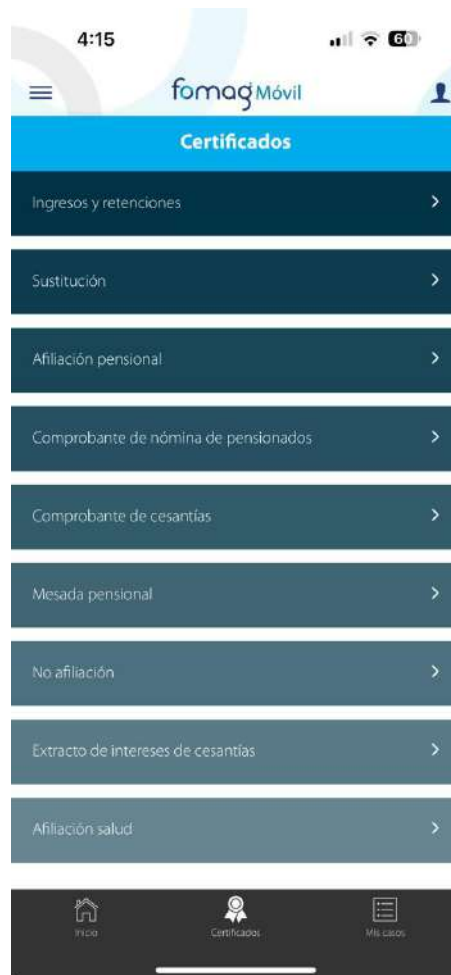 4:15
60
fomag Móvil
Certificados
Ingresos y retenciones
Sustitución
Afiliación pensional
Comprobante de nómina de pensionados
Comprobante de cesantías
Mesada pensional
No afiliación
Extracto de intereses de cesantías
Afiliación salud
Inicio
Certificados
Mis casos